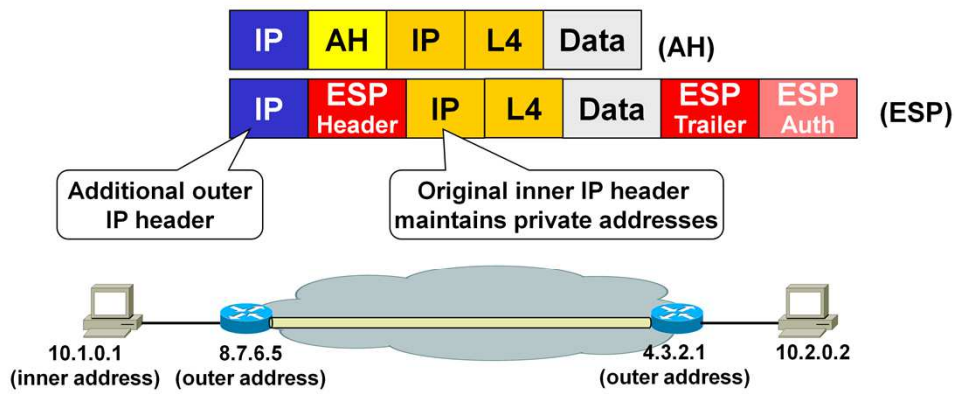 IP AH IP L4 Data (AH)
IP ESP Header IP L4 Data ESP Trailer ESP Auth (ESP)
Additional outer
IP header
Original inner IP header
maintains private addresses
10.1.0.1
(inner address)
8.7.6.5
(outer address)
4.3.2.1
(outer address)
10.2.0.2